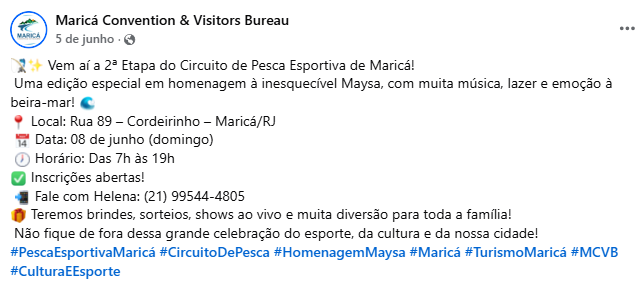 MARICÁ
Maricá Convention & Visitors Bureau
5 de junho ·
✨ Vem aí a 2ª Etapa do Circuito de Pesca Esportiva de Maricá!
Uma edição especial em homenagem à inesquecível Maysa, com muita música, lazer e emoção à
beira-mar! 🌊
📍 Local: Rua 89 – Cordeirinho – Maricá/RJ
📅 Data: 08 de junho (domingo)
🕗 Horário: Das 7h às 19h
✅ Inscrições abertas!
📲 Fale com Helena: (21) 99544-4805
🎁 Teremos brindes, sorteios, shows ao vivo e muita diversão para toda a família!
Não fique de fora dessa grande celebração do esporte, da cultura e da nossa cidade!
#PescaEsportivaMaricá #CircuitoDePesca #HomenagemMaysa #Maricá #TurismoMaricá #MCVB
#CulturaEEsporte